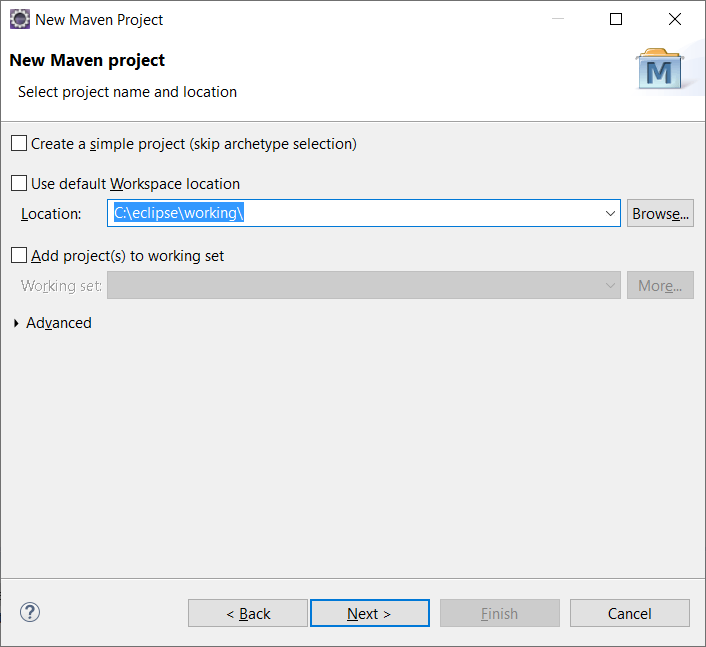 New Maven Project
New Maven project
Select project name and location
M
Create a simple project (skip archetype selection)
Use default Workspace location
Location: C:\eclipse\working\ Browse...
Add project(s) to working set
Working set: More...
Advanced
? < Back Next > Finish Cancel